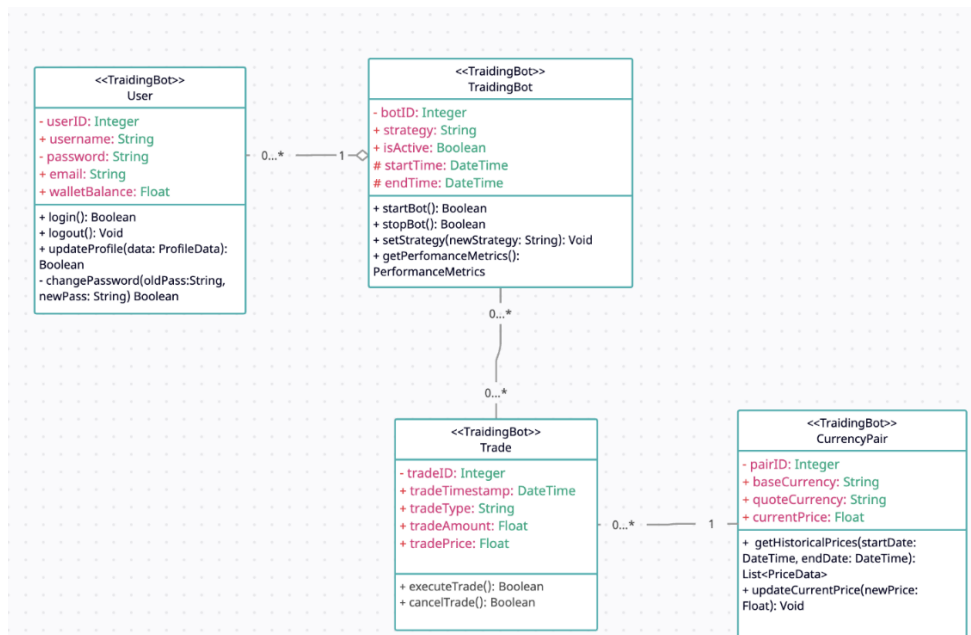 <<TraidingBot>>
User
- userID: Integer
+ username: String
- password: String
+ email: String
+ walletBalance: Float
+ login(): Boolean
+ logout(): Void
+ updateProfile(data: ProfileData):
Boolean
- changePassword(oldPass:String,
newPass: String) Boolean
0...*
1
<<TraidingBot>>
TraidingBot
- botID: Integer
+ strategy: String
+ isActive: Boolean
# startTime: DateTime
# endTime: DateTime
+ startBot(): Boolean
+ stopBot(): Boolean
+ setStrategy(newStrategy: String): Void
+ getPerfomanceMetrics():
PerformanceMetrics
0...*
0...*
<<TraidingBot>>
Trade
- tradeID: Integer
+ tradeTimestamp: DateTime
+ tradeType: String
+ tradeAmount: Float
+ tradePrice: Float
+ executeTrade(): Boolean
+ cancelTrade(): Boolean
0...*
1
<<TraidingBot>>
CurrencyPair
- pairID: Integer
+ baseCurrency: String
+ quoteCurrency: String
+ currentPrice: Float
+ getHistoricalPrices(startDate:
DateTime, endDate: DateTime):
List<PriceData>
+ updateCurrentPrice(newPrice:
Float): Void